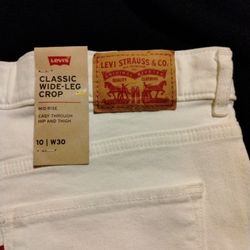 Levi's
CLASSIC
WIDE-LEG
CROP
MID-RISE
EASY THROUGH
HIP AND THIGH
10 | W30
LEVI STRAUSS & CO.
ORIGINAL RIVETED
QUALITY CLOTHING